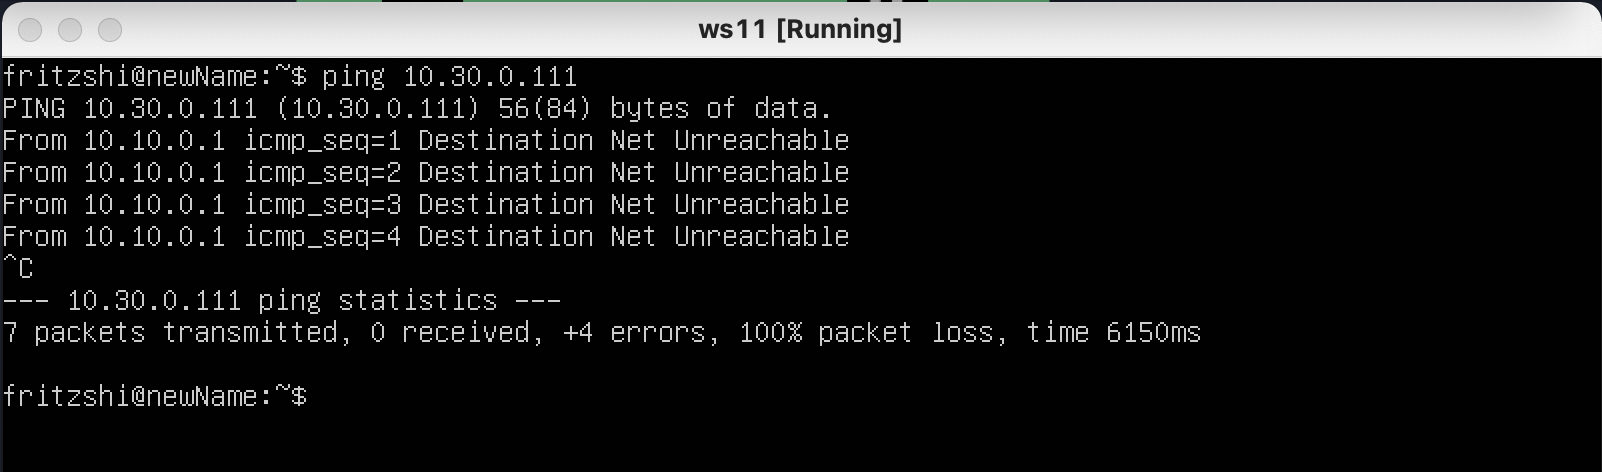 ws11 [Running]
fritzshi@newName:~$ ping 10.30.0.111
PING 10.30.0.111 (10.30.0.111) 56(84) bytes of data.
From 10.10.0.1 icmp_seq=1 Destination Net Unreachable
From 10.10.0.1 icmp_seq=2 Destination Net Unreachable
From 10.10.0.1 icmp_seq=3 Destination Net Unreachable
From 10.10.0.1 icmp_seq=4 Destination Net Unreachable
^C
--- 10.30.0.111 ping statistics ---
7 packets transmitted, 0 received, +4 errors, 100% packet loss, time 6150ms
fritzshi@newName:~$